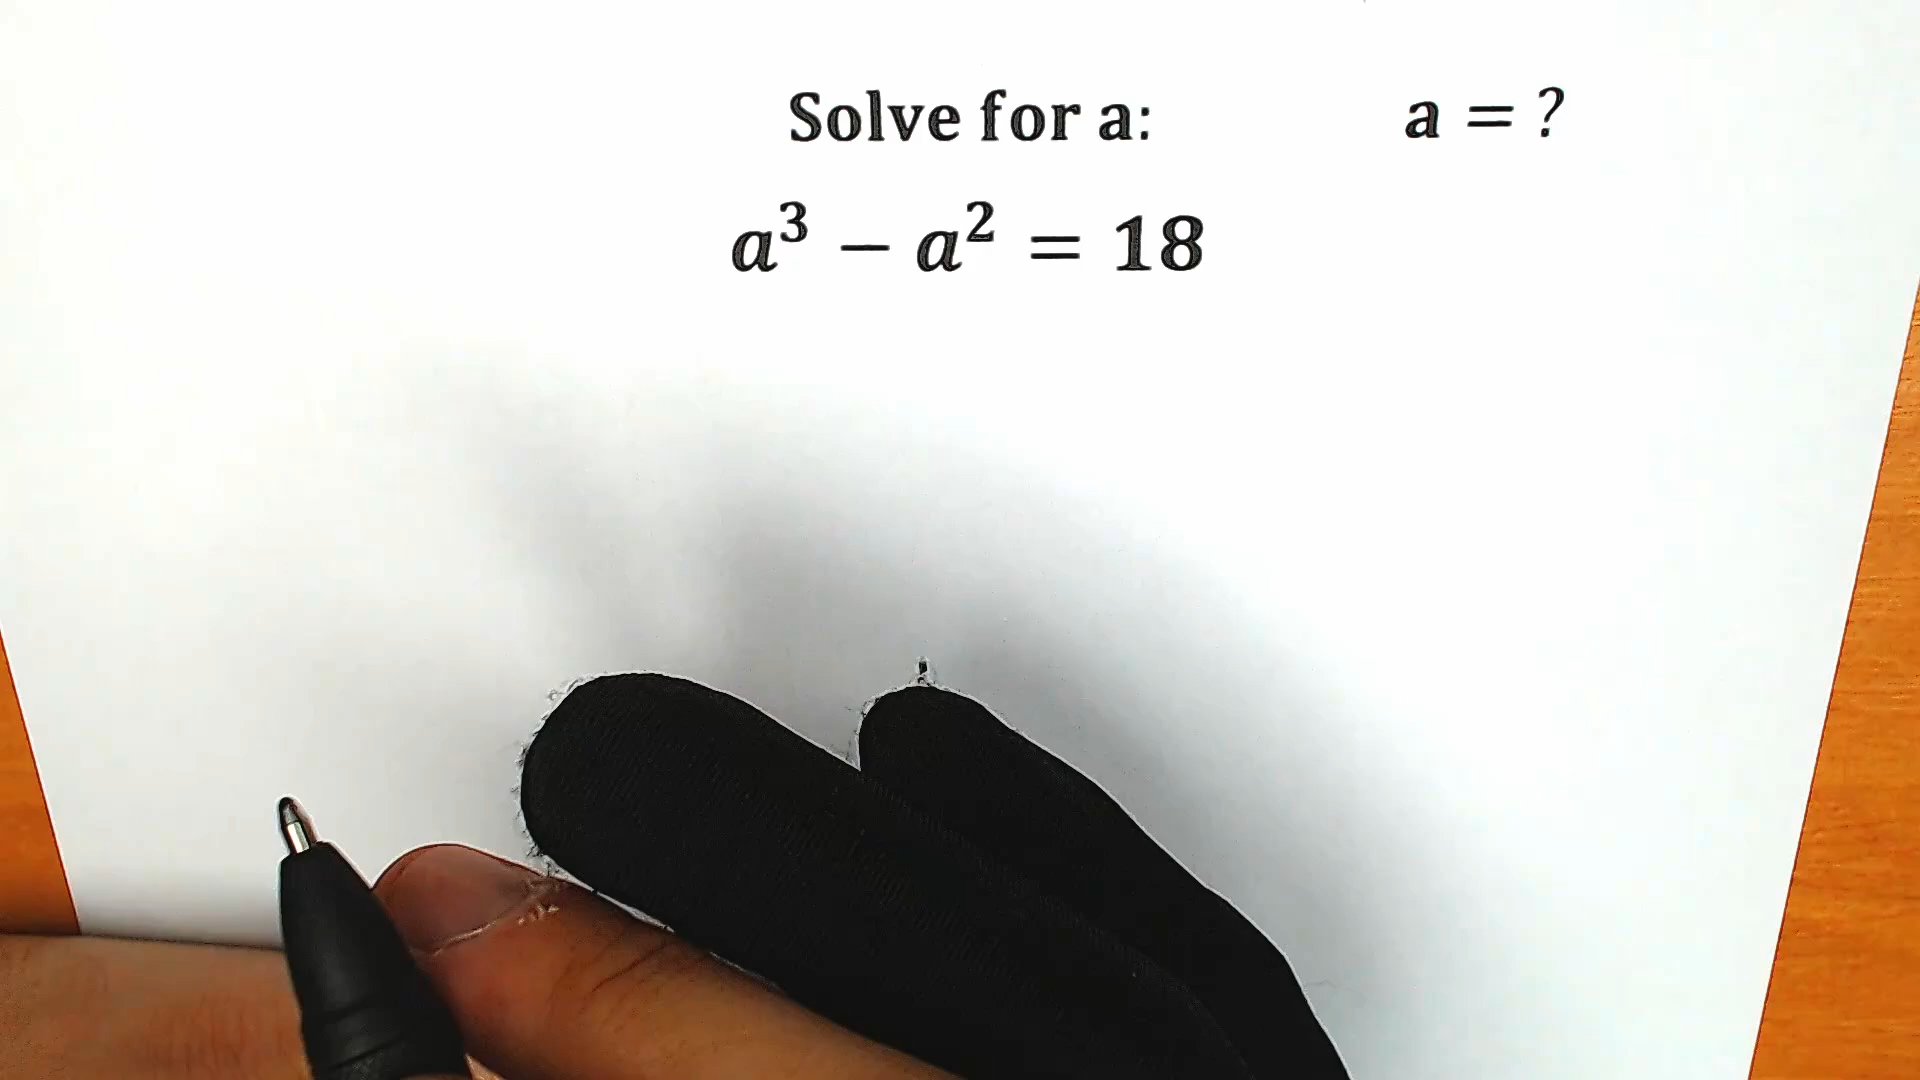 Solve for a: a = ?
a³ − a² = 18